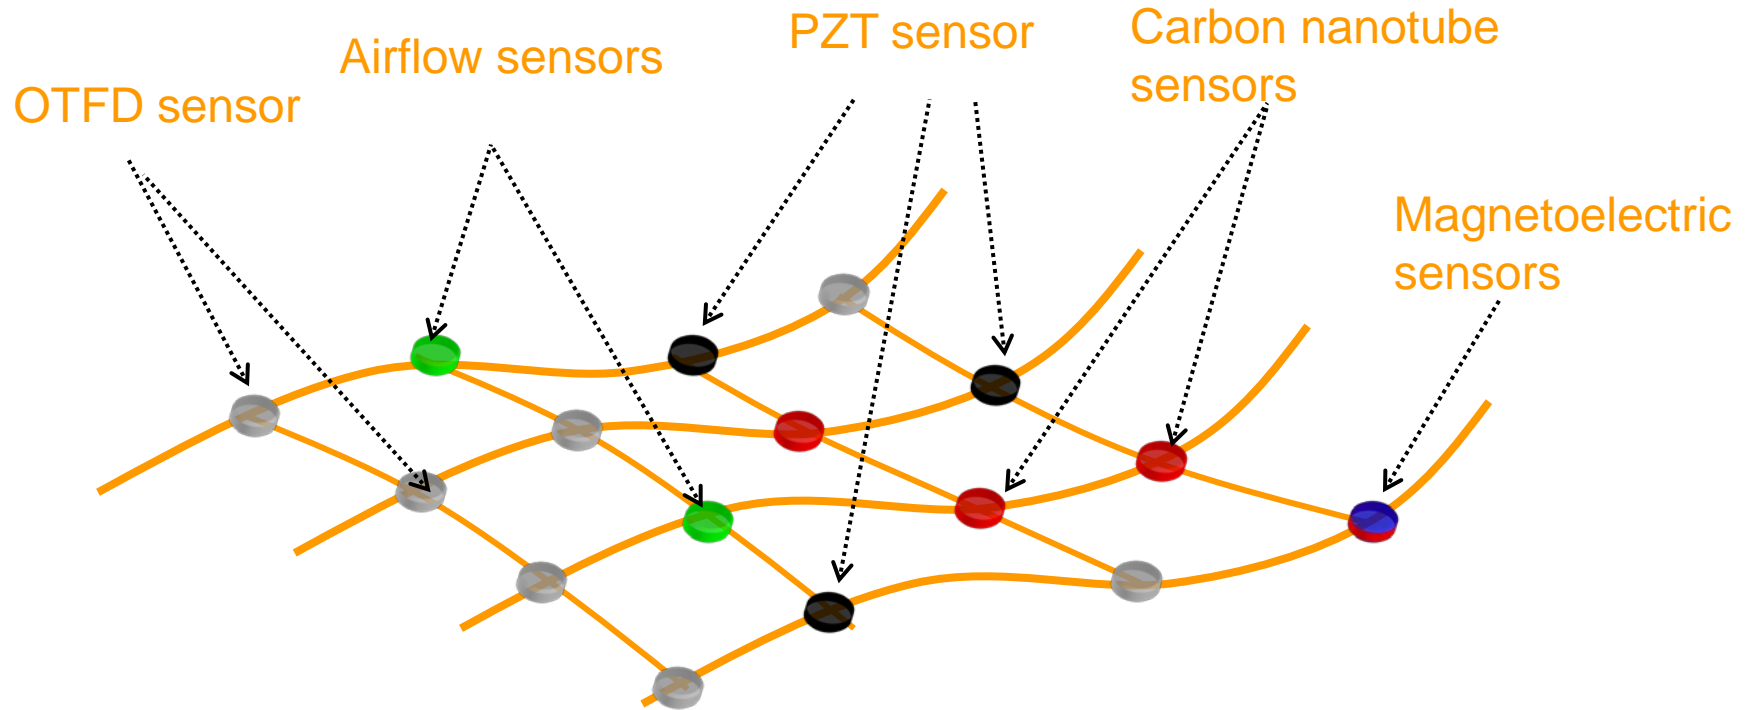 OTFD sensor
Airflow sensors
PZT sensor
Carbon nanotube
sensors
Magnetoelectric
sensors